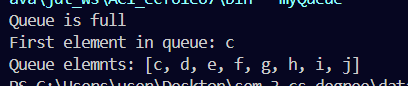 Queue is full
First element in queue: c
Queue elemnts: [c, d, e, f, g, h, i, j]